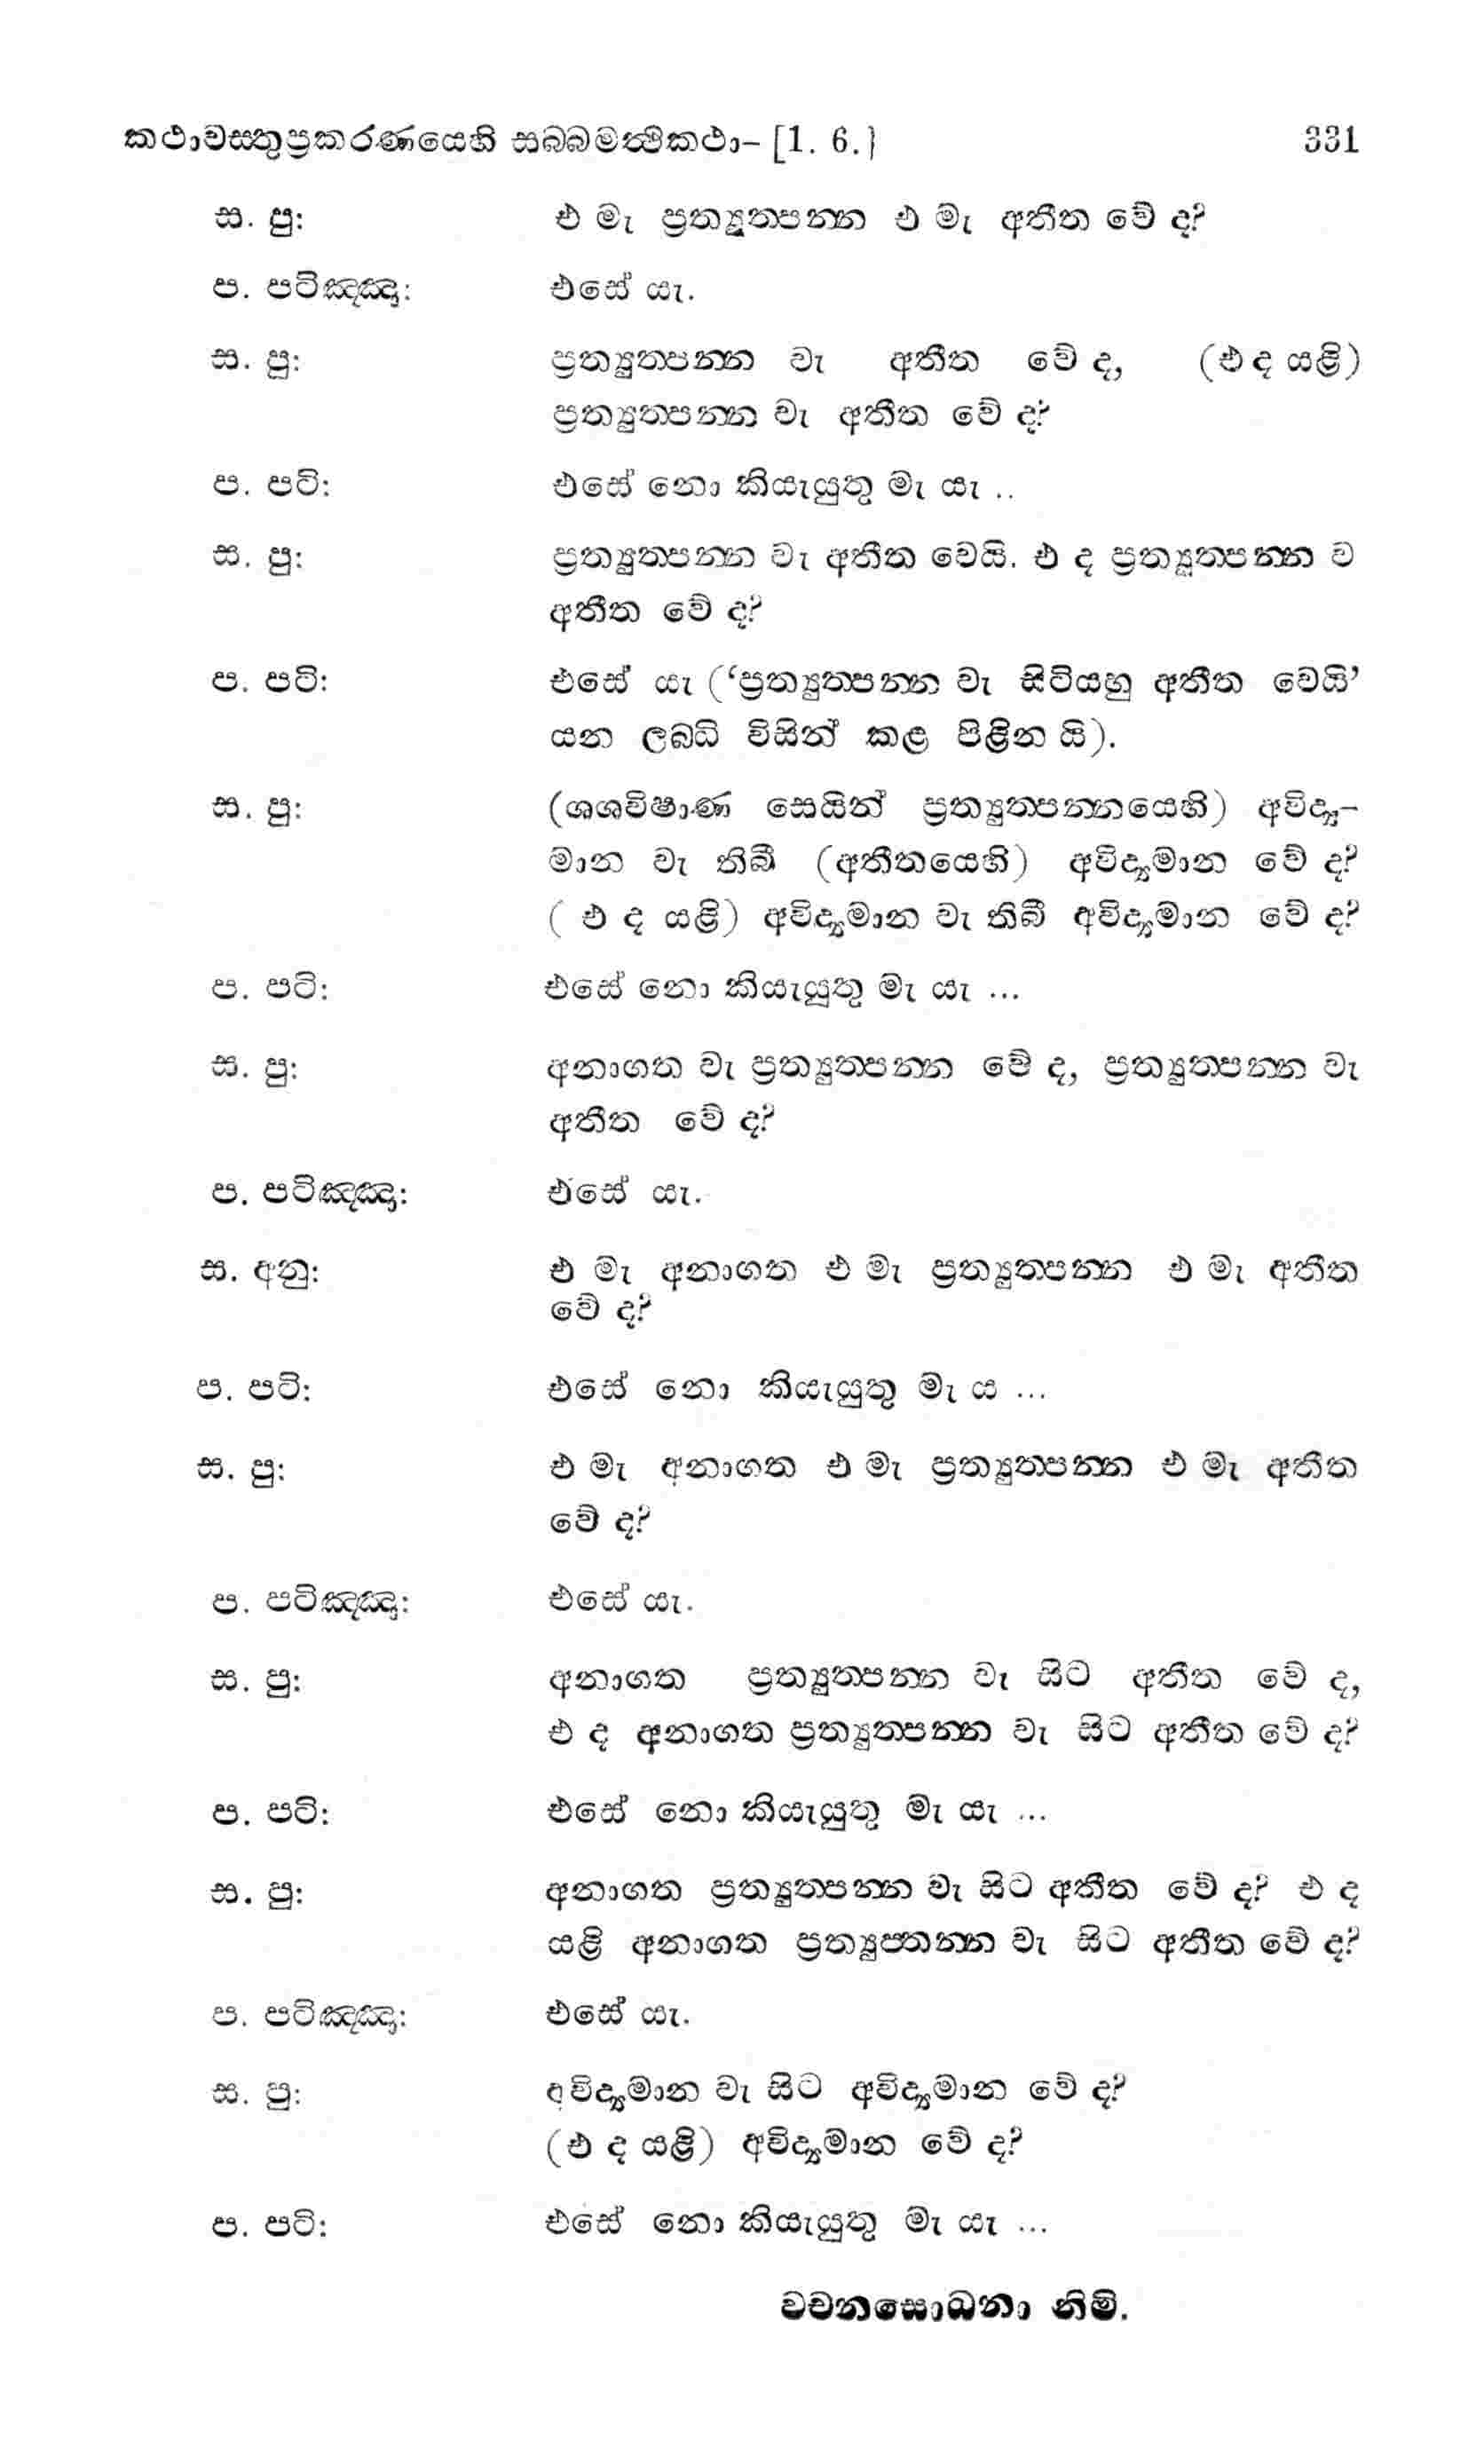 කථාවස්තුප්‍රකරණයෙහි සබ්බමත්ථිකථා- [1. 6.] 331
ස. පු: එ මැ ප්‍රත්‍යුත්පන්න එ මැ අතීත වේ ද?
ප. පටිඤ්ඤා: එසේ යැ.
ස. පු: ප්‍රත්‍යුත්පන්න වැ අතීත වේ ද, (එ ද යළි)
ප්‍රත්‍යුත්පන්න වැ අතීත වේ ද?
ප. පටි: එසේ නො කියැයුතු මැ යැ ..
ස. පු: ප්‍රත්‍යුත්පන්න වැ අතීත වෙයි. එ ද ප්‍රත්‍යුත්පන්න ව
අතීත වේ ද?
ප. පටි: එසේ යැ (‘ප්‍රත්‍යුත්පන්න වැ සිටියහු අතීත වෙයි’
යන ලබ්ධි විසින් කළ පිළින යි).
ස. පු: (ශශවිෂාණ සෙයින් ප්‍රත්‍යුත්පන්නයෙහි) අවිද්‍ය-
මාන වැ තිබී (අතීතයෙහි) අවිද්‍යමාන වේ ද?
( එ ද යළි) අවිද්‍යමාන වැ තිබී අවිද්‍යමාන වේ ද?
ප. පටි: එසේ නො කියැයුතු මැ යැ ...
ස. පු: අනාගත වැ ප්‍රත්‍යුත්පන්න වේ ද, ප්‍රත්‍යුත්පන්න වැ
අතීත වේ ද?
ප. පටිඤ්ඤා: එසේ යැ.
ස. අනු: එ මැ අනාගත එ මැ ප්‍රත්‍යුත්පන්න එ මැ අතීත
වේ ද?
ප. පටි: එසේ නො කියැයුතු මැ ය ...
ස. පු: එ මැ අනාගත එ මැ ප්‍රත්‍යුත්පන්න එ මැ අතීත
වේ ද?
ප. පටිඤ්ඤා: එසේ යැ.
ස. පු: අනාගත ප්‍රත්‍යුත්පන්න වැ සිට අතීත වේ ද,
එ ද අනාගත ප්‍රත්‍යුත්පන්න වැ සිට අතීත වේ ද?
ප. පටි: එසේ නො කියැයුතු මැ යැ ...
ස. පු: අනාගත ප්‍රත්‍යුත්පන්න වැ සිට අතීත වේ ද? එ ද
යළි අනාගත ප්‍රත්‍යුප්තන්න වැ සිට අතීත වේ ද?
ප. පටිඤ්ඤා: එසේ යැ.
ස. පු: අවිද්‍යමාන වැ සිට අවිද්‍යමාන වේ ද?
(එ ද යළි) අවිද්‍යමාන වේ ද?
ප. පටි: එසේ නො කියැයුතු මැ යැ ...
වචනසොධනා නිමි.